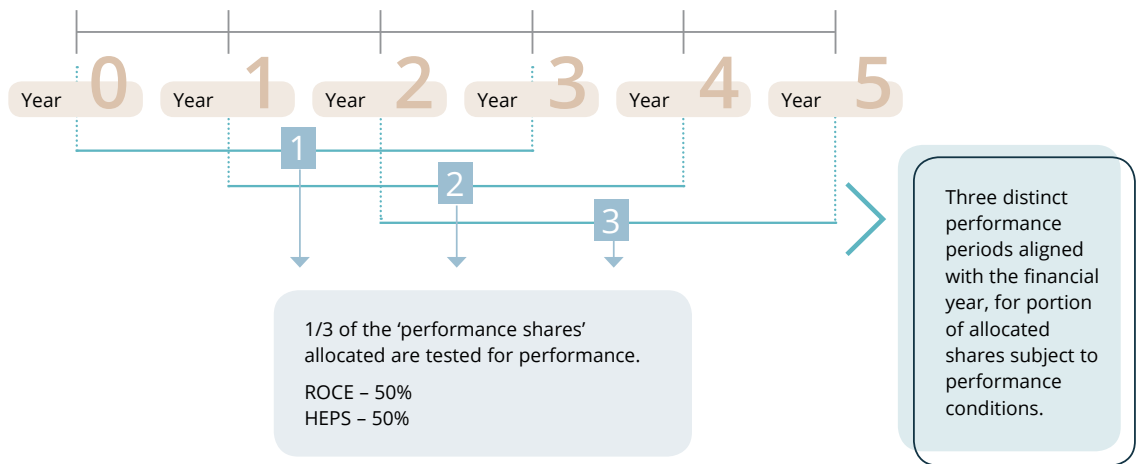 Year 0
Year 1
Year 2
Year 3
Year 4
Year 5
1
2
3
1/3 of the ‘performance shares’
allocated are tested for performance.
ROCE – 50%
HEPS – 50%
Three distinct
performance
periods aligned
with the financial
year, for portion
of allocated
shares subject to
performance
conditions.